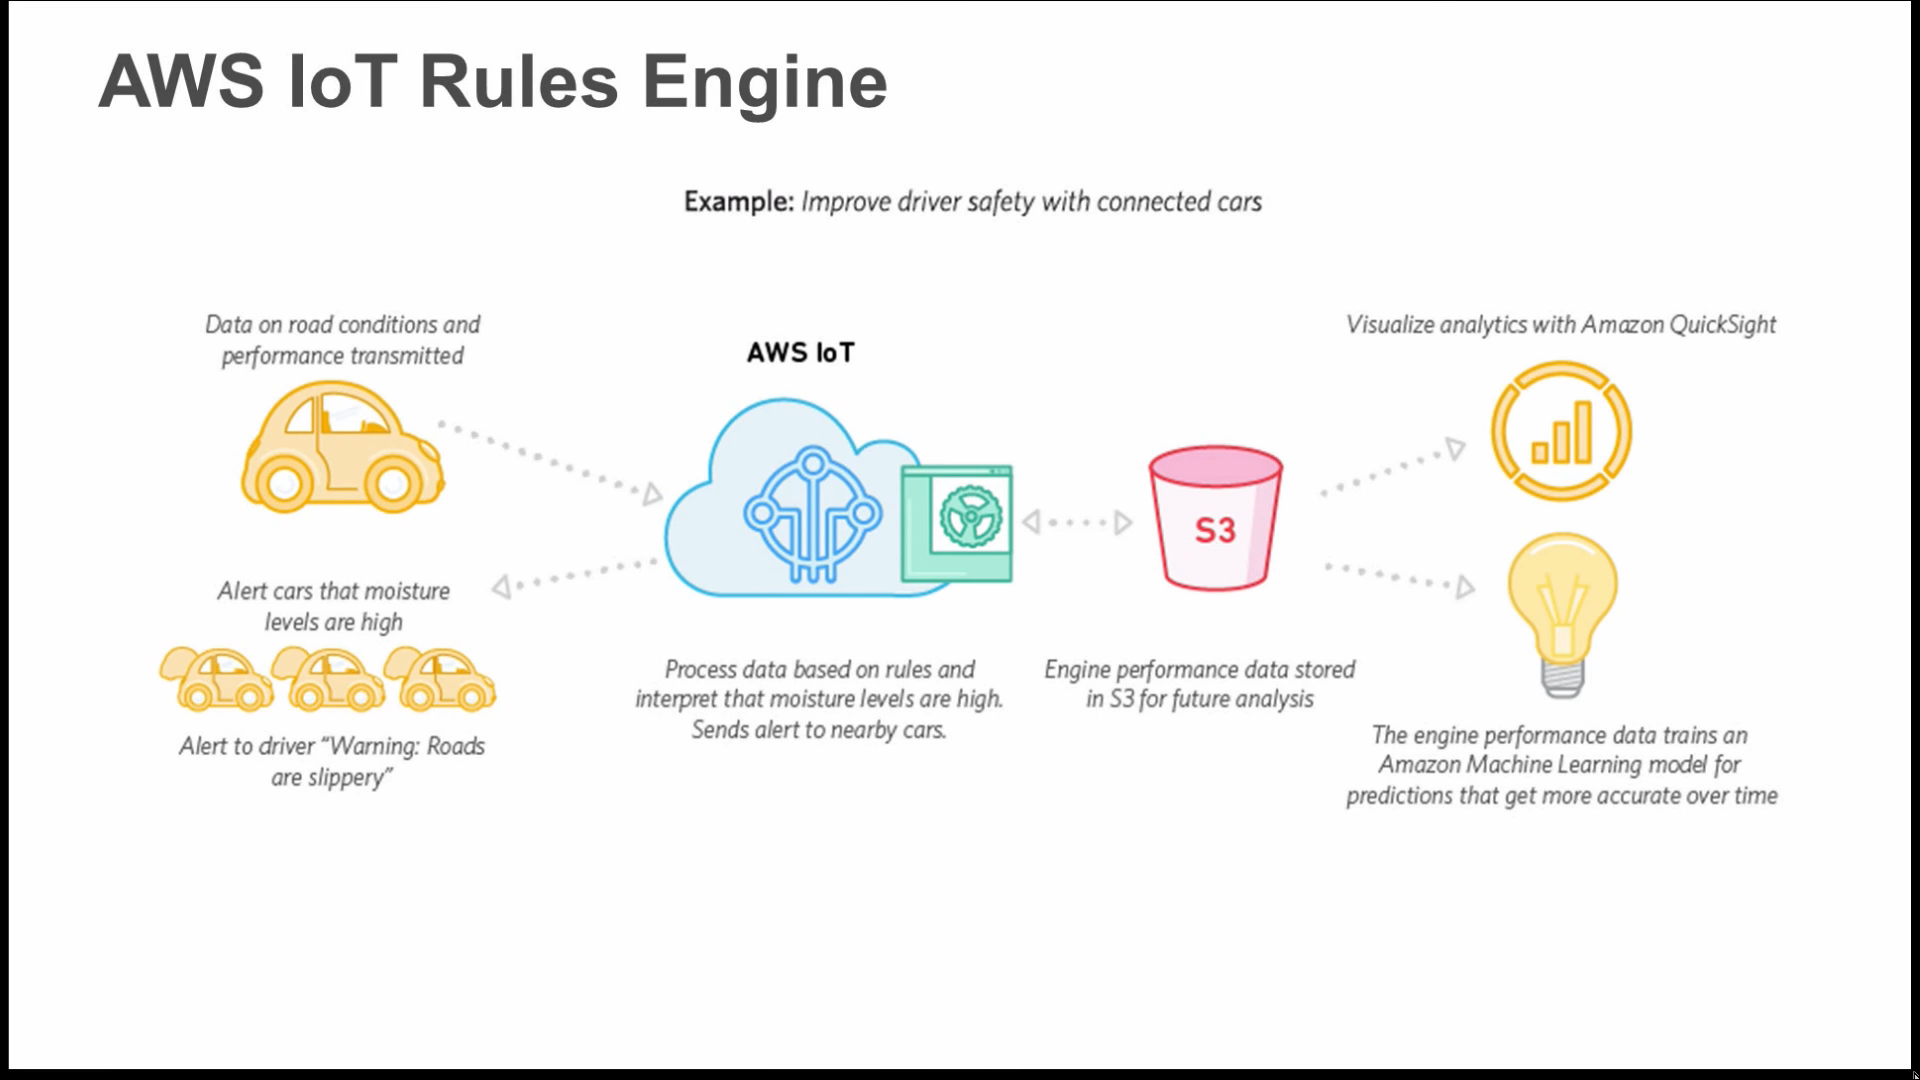 AWS IoT Rules Engine
Example: Improve driver safety with connected cars
Data on road conditions and
performance transmitted
Alert cars that moisture
levels are high
Alert to driver “Warning: Roads
are slippery”
AWS IoT
Process data based on rules and
interpret that moisture levels are high.
Sends alert to nearby cars.
S3
Engine performance data stored
in S3 for future analysis
Visualize analytics with Amazon QuickSight
The engine performance data trains an
Amazon Machine Learning model for
predictions that get more accurate over time